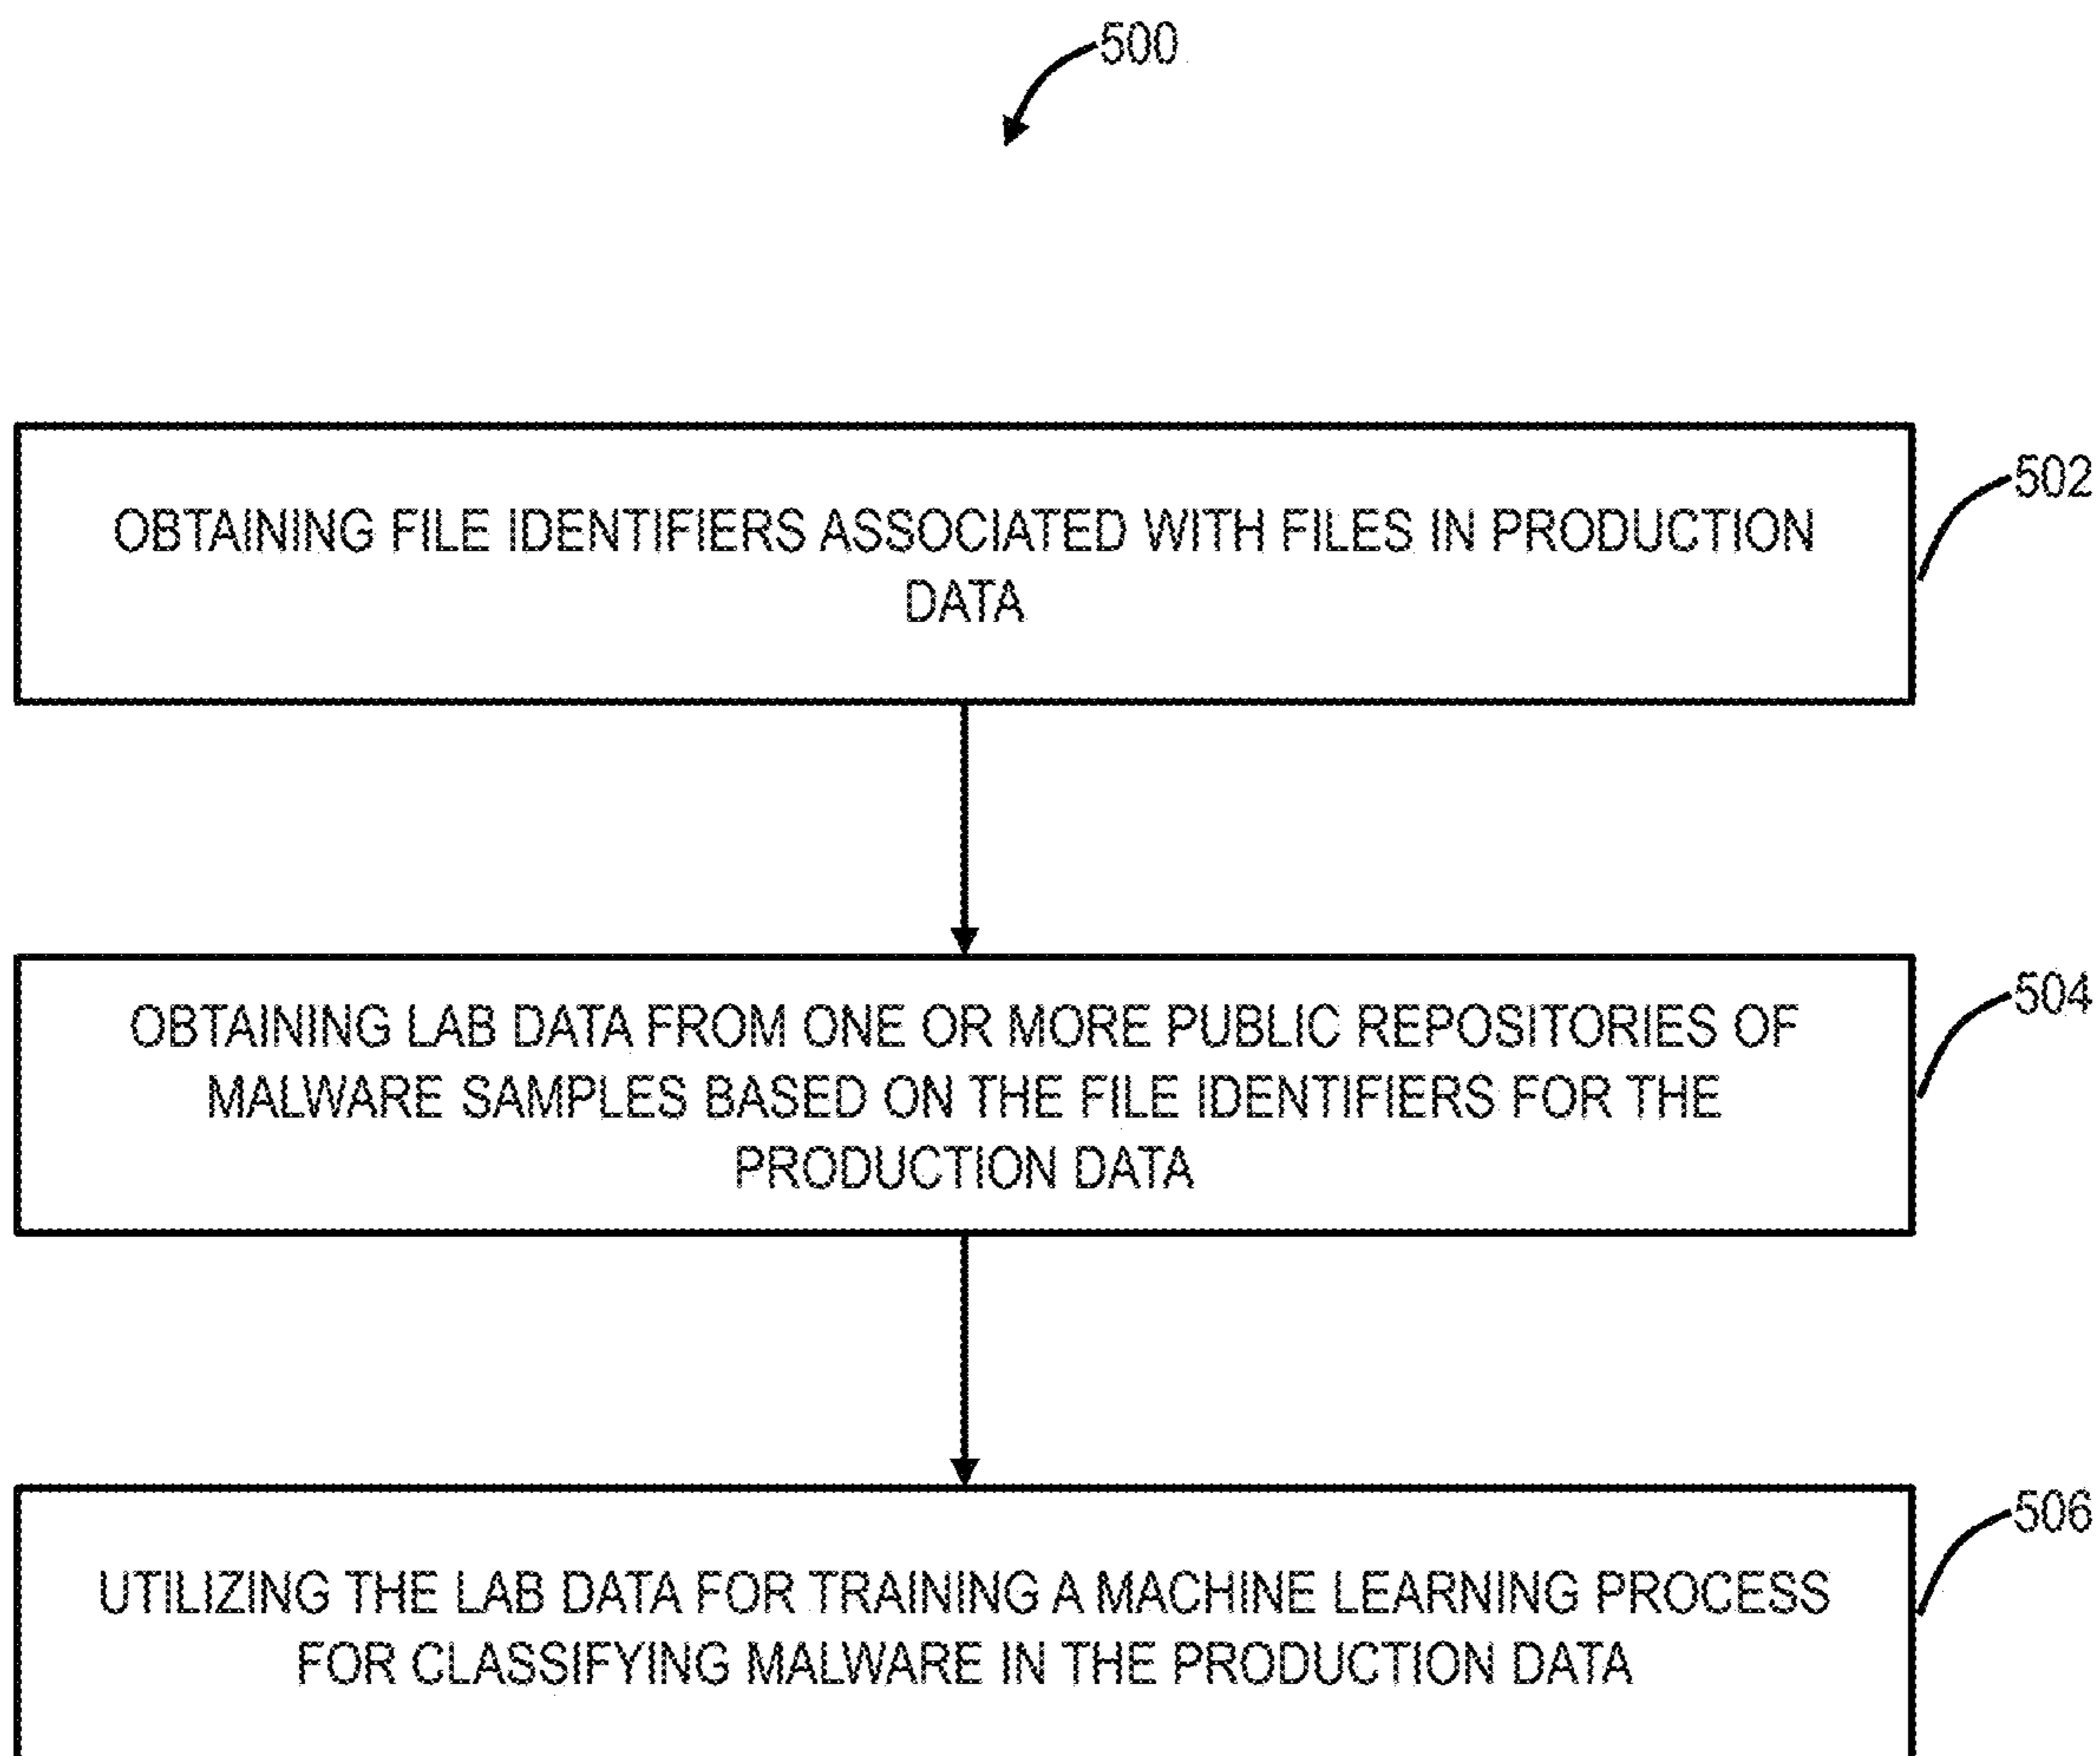 500
OBTAINING FILE IDENTIFIERS ASSOCIATED WITH FILES IN PRODUCTION
DATA
502
OBTAINING LAB DATA FROM ONE OR MORE PUBLIC REPOSITORIES OF
MALWARE SAMPLES BASED ON THE FILE IDENTIFIERS FOR THE
PRODUCTION DATA
504
UTILIZING THE LAB DATA FOR TRAINING A MACHINE LEARNING PROCESS
FOR CLASSIFYING MALWARE IN THE PRODUCTION DATA
506